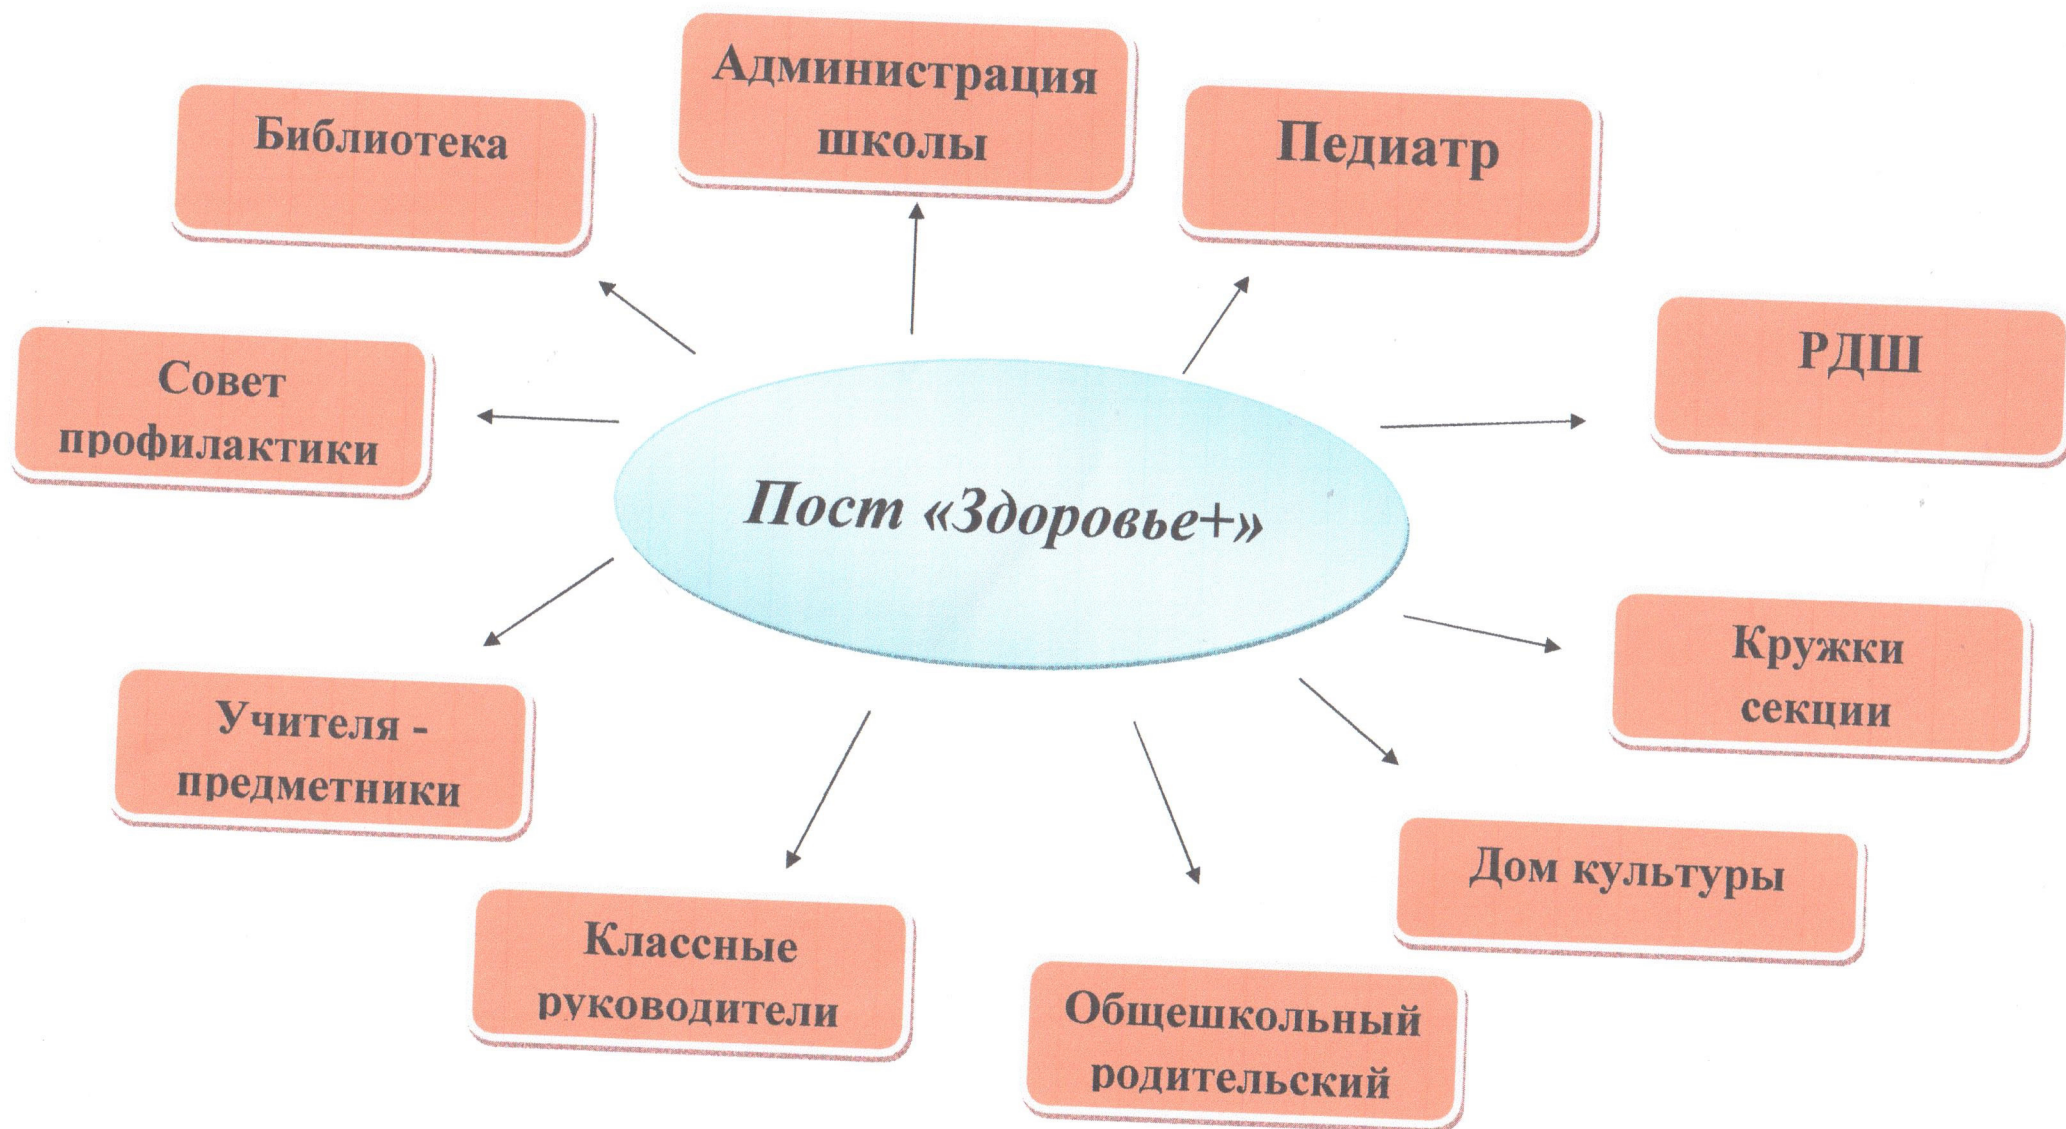 Администрация
школы
Библиотека
Педиатр
РДШ
Совет
профилактики
Пост «Здоровье+»
Кружки
секции
Учителя -
предметники
Дом культуры
Классные
руководители
Общешкольный
родительский